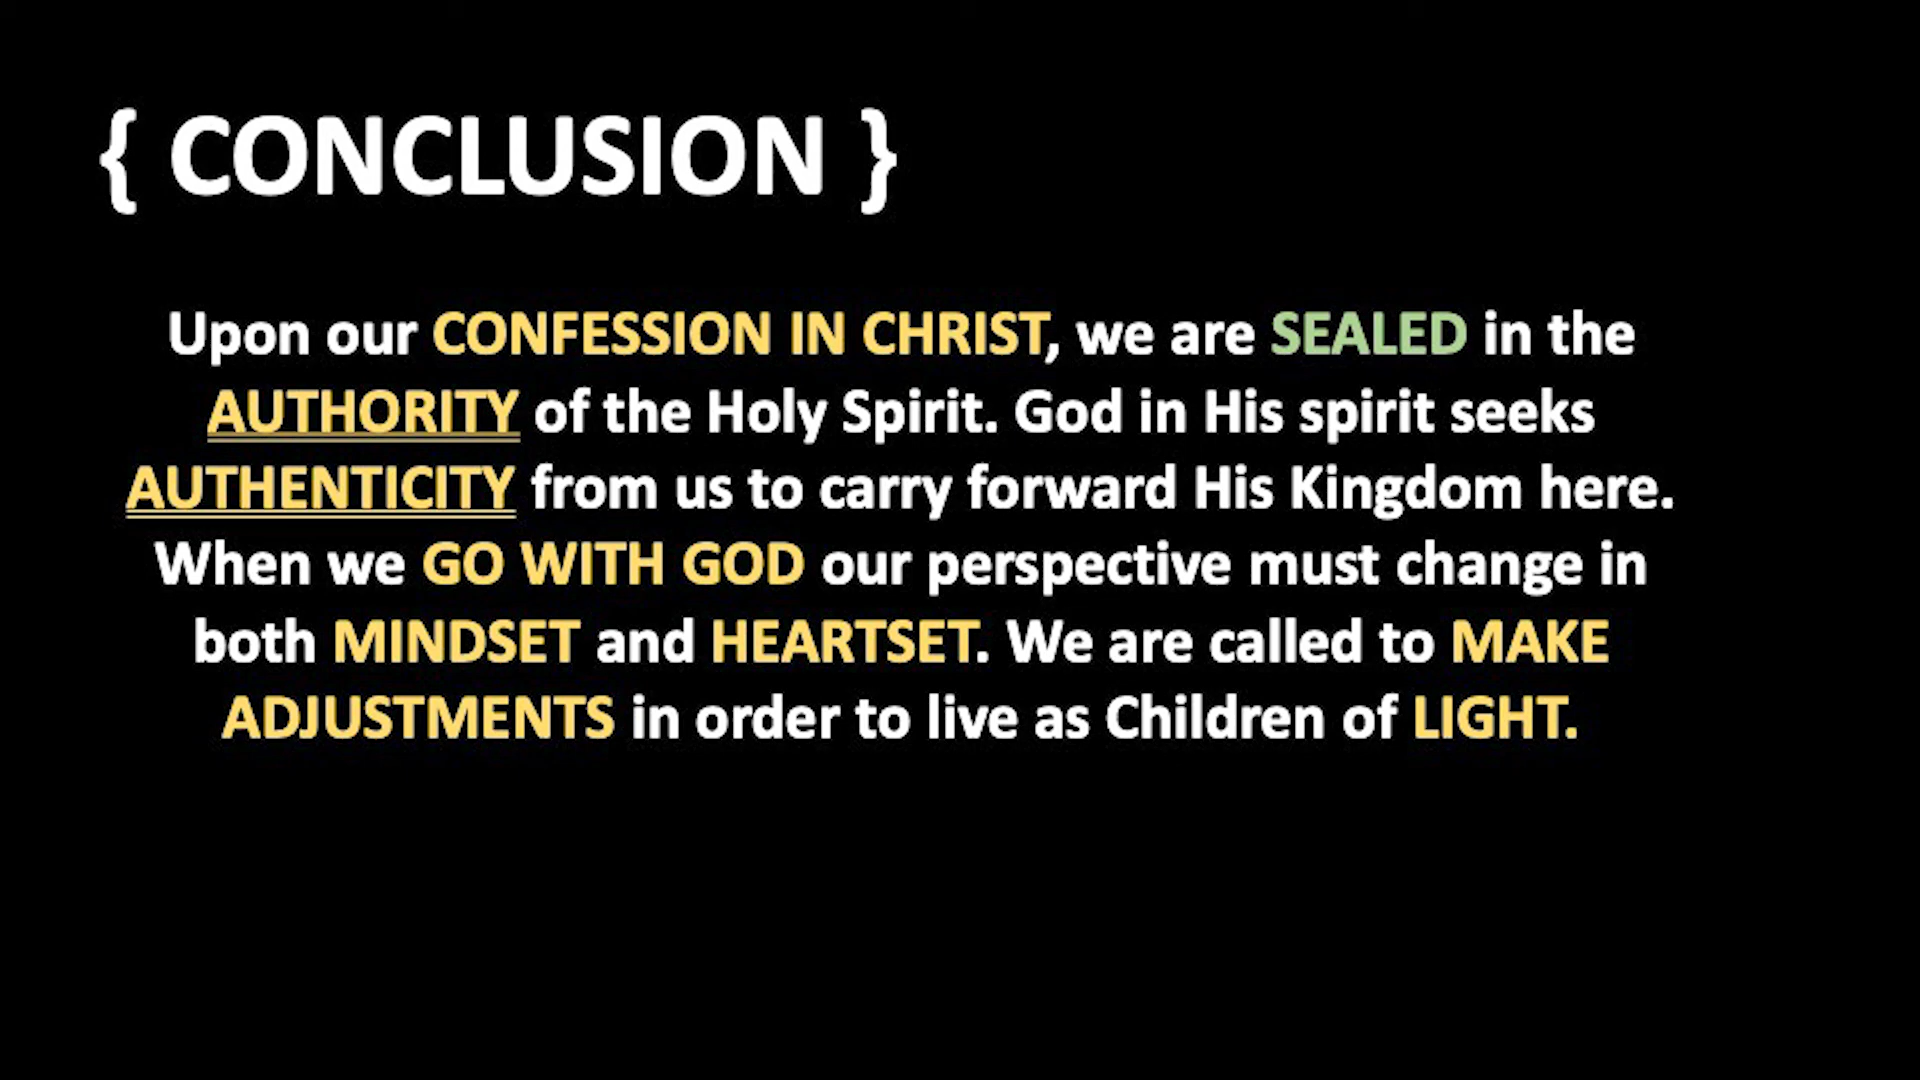 { CONCLUSION }
Upon our CONFESSION IN CHRIST, we are SEALED in the
AUTHORITY of the Holy Spirit. God in His spirit seeks
AUTHENTICITY from us to carry forward His Kingdom here.
When we GO WITH GOD our perspective must change in
both MINDSET and HEARTSET. We are called to MAKE
ADJUSTMENTS in order to live as Children of LIGHT.